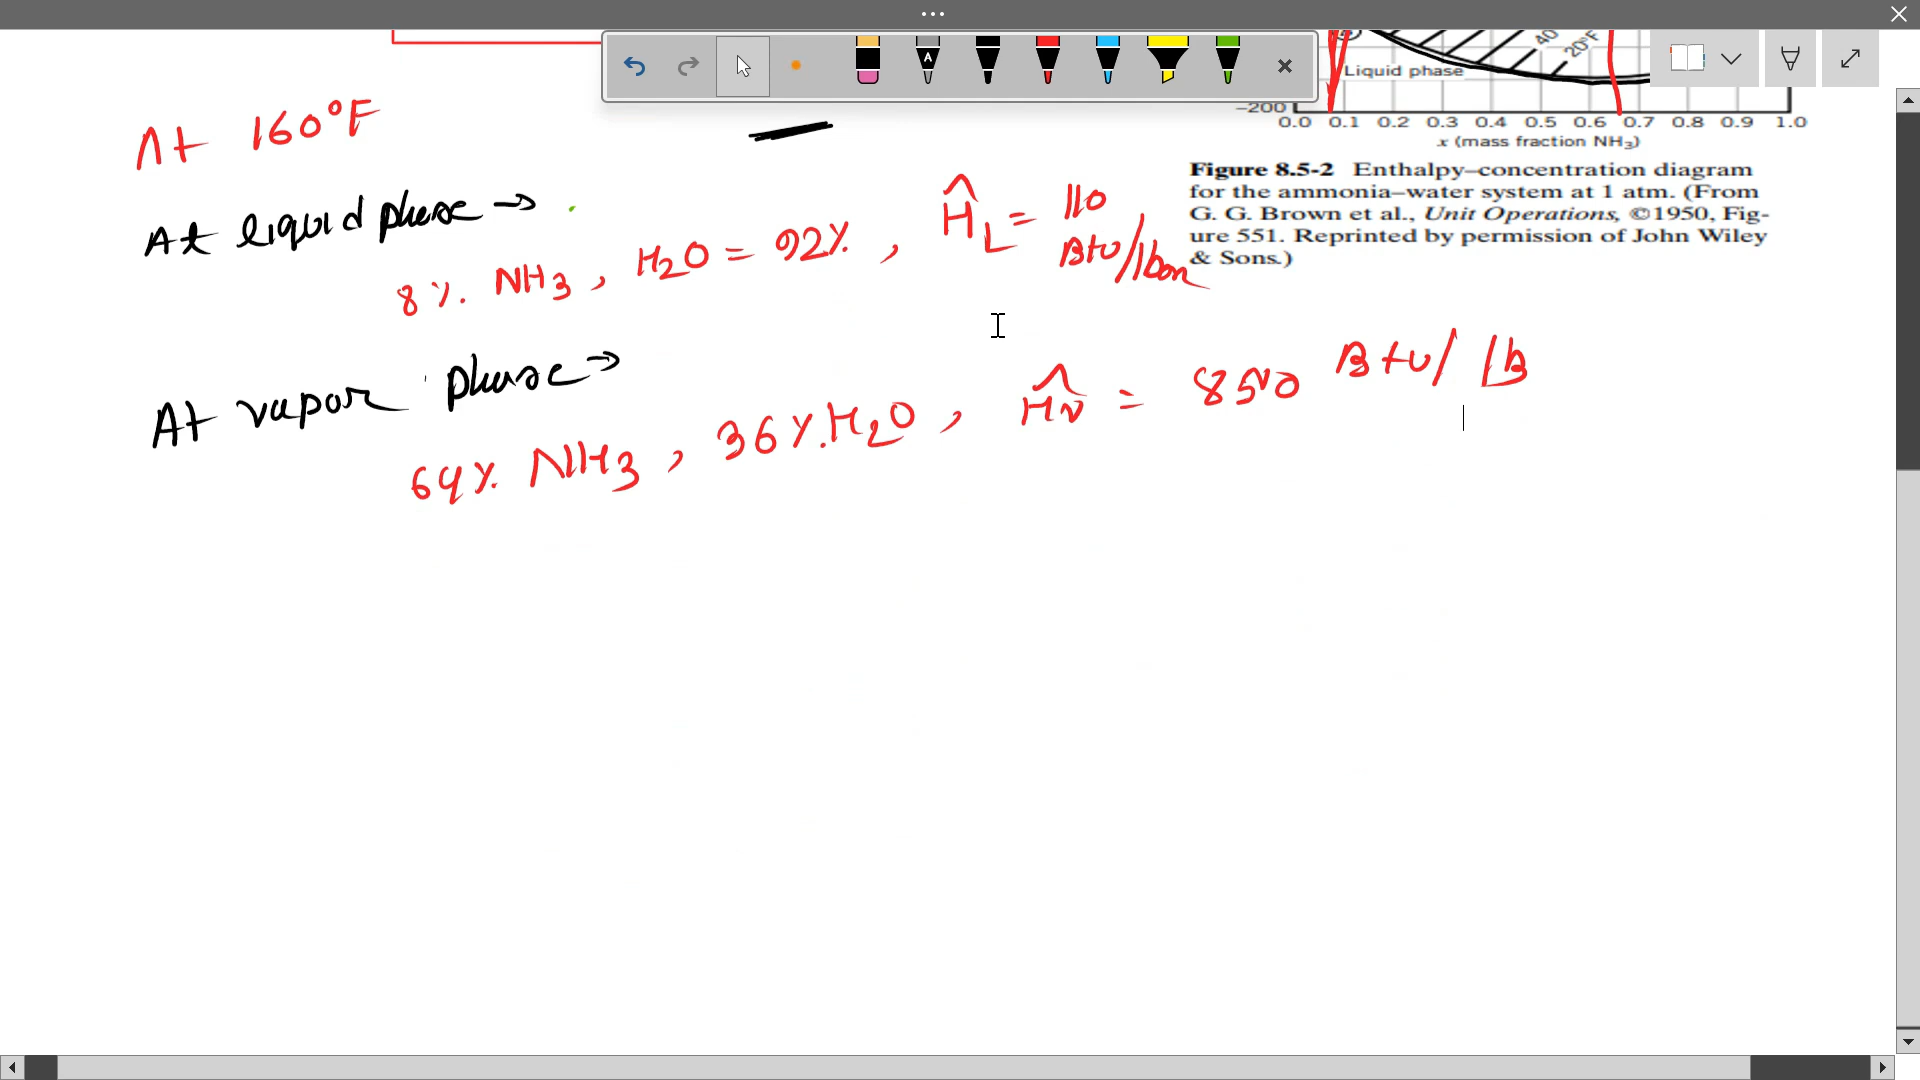 40
20°F
Liquid phase
−200
0.0 0.1 0.2 0.3 0.4 0.5 0.6 0.7 0.8 0.9 1.0
x (mass fraction NH₃)
Figure 8.5-2 Enthalpy–concentration diagram
for the ammonia–water system at 1 atm. (From
G. G. Brown et al., Unit Operations, ©1950, Fig-
ure 551. Reprinted by permission of John Wiley
& Sons.)
At 160°F
At liquid phase →
8%. NH3, H2O = 92%, ĤL = 110
Btu/lbm
At vapor phase →
64%. NH3, 36%. H2O, Ĥv = 850 Btu/lb